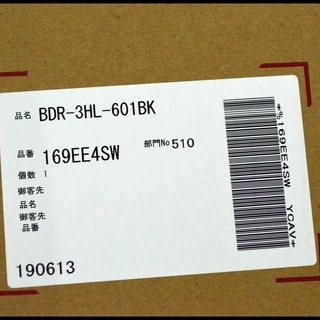 品名 BDR-3HL-601BK
品番 169EE4SW 部門No 510
個数 1
御客先
品名
御客先
品番
190613
*%169EE4SW YCAV*